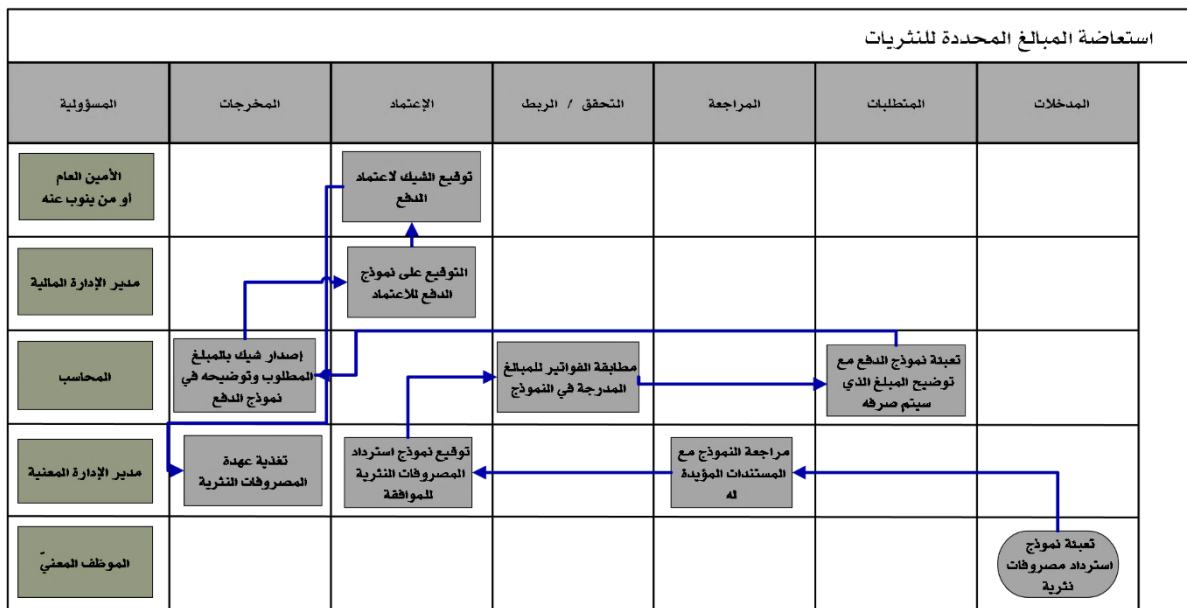 استعاضة المبالغ المحددة للنثريات
المدخلات
المتطلبات
المراجعة
التحقق / الربط
الإعتماد
المخرجات
المسؤولية
توقيع الشيك لاعتماد
الدفع
الأمين العام
أو من ينوب عنه
التوقيع على نموذج
الدفع للاعتماد
مدير الإدارة المالية
تعبئة نموذج الدفع مع
توضيح المبلغ الذي
سيتم صرفه
مطابقة الفواتير للمبالغ
المدرجة في النموذج
إصدار شيك بالمبلغ
المطلوب وتوضيحه في
نموذج الدفع
المحاسب
مراجعة النموذج مع
المستندات المؤيدة
له
توقيع نموذج استرداد
المصروفات النثرية
للموافقة
تغذية عهدة
المصروفات النثرية
مدير الإدارة المعنية
تعبئة نموذج
استرداد مصروفات
نثرية
الموظف المعنيّ